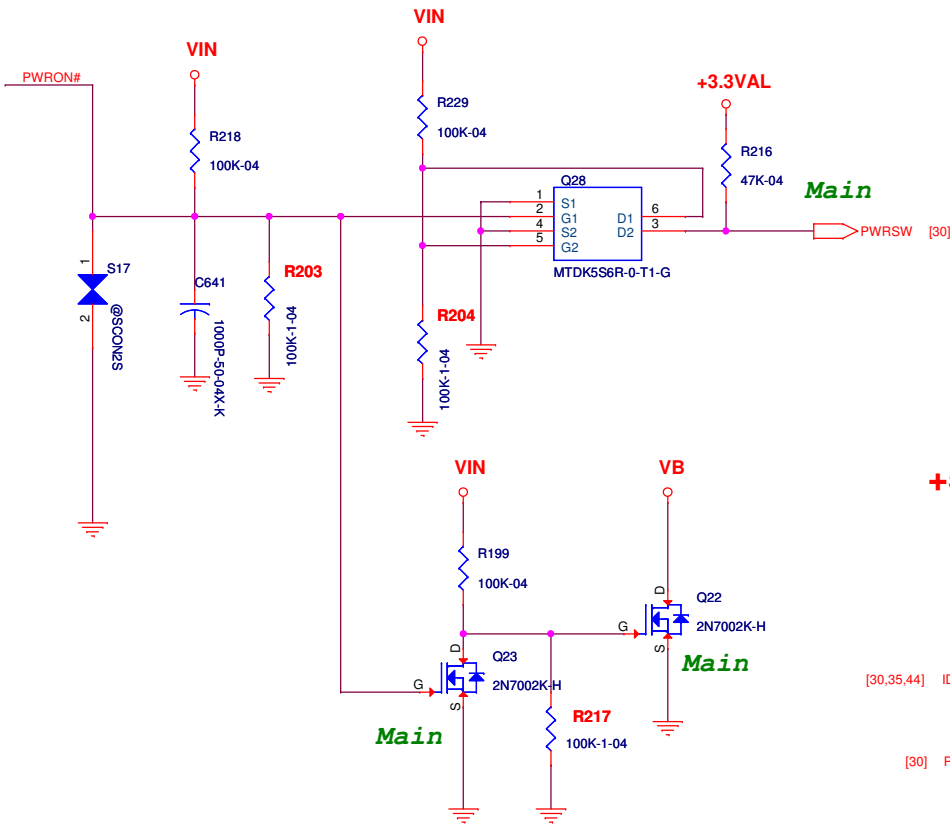 VIN
VIN
PWRON#
+3.3VAL
R218
100K-04
R229
100K-04
R216
47K-04
Main
Q28
1
2
4
5
S1
G1
S2
G2
D1
D2
6
3
MTDK5S6R-0-T1-G
PWRSW [30]
1
S17
2
@SCON2S
C641
1000P-50-04X-K
R203
100K-1-04
R204
100K-1-04
VIN
VB
R199
100K-04
D
G
S
Q22
2N7002K-H
Main
D
G
S
Q23
2N7002K-H
Main
R217
100K-1-04
[30,35,44]
[30]